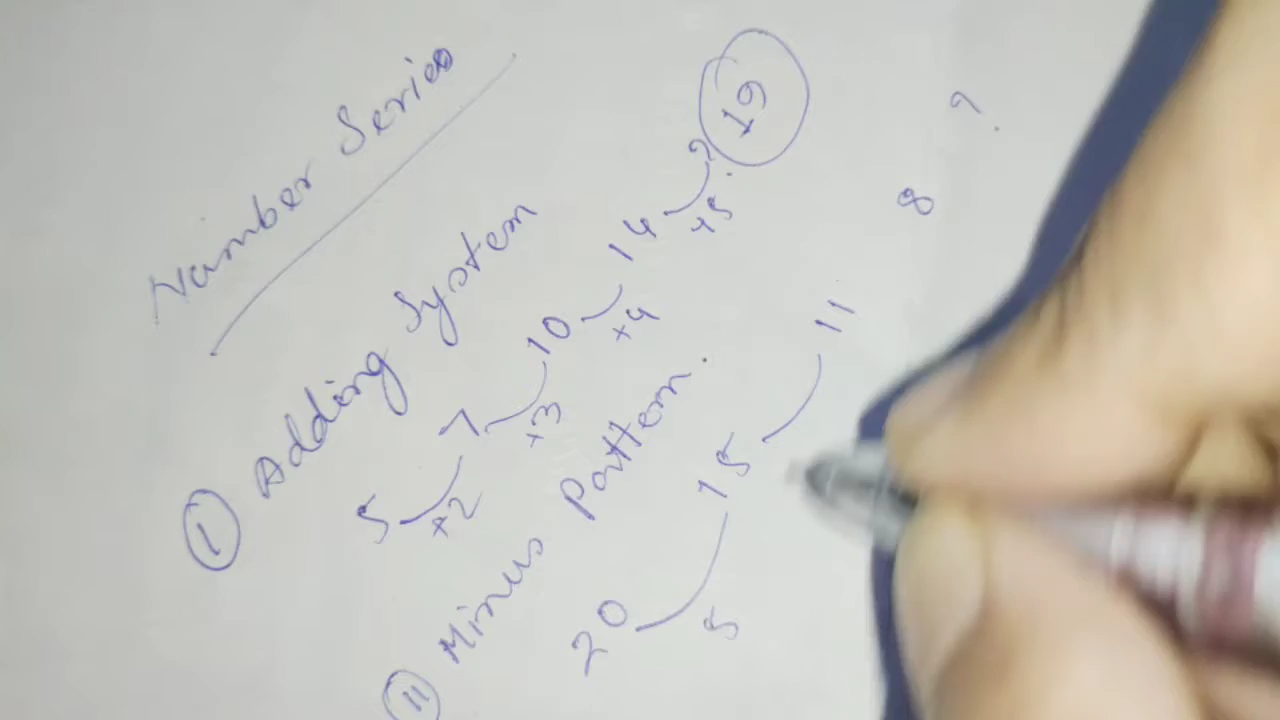 Number Series
I Adding System
5 7 10 14 ? 19
+2 +3 +4 +5
II Minus Pattern.
20 15 11 8 ?
5